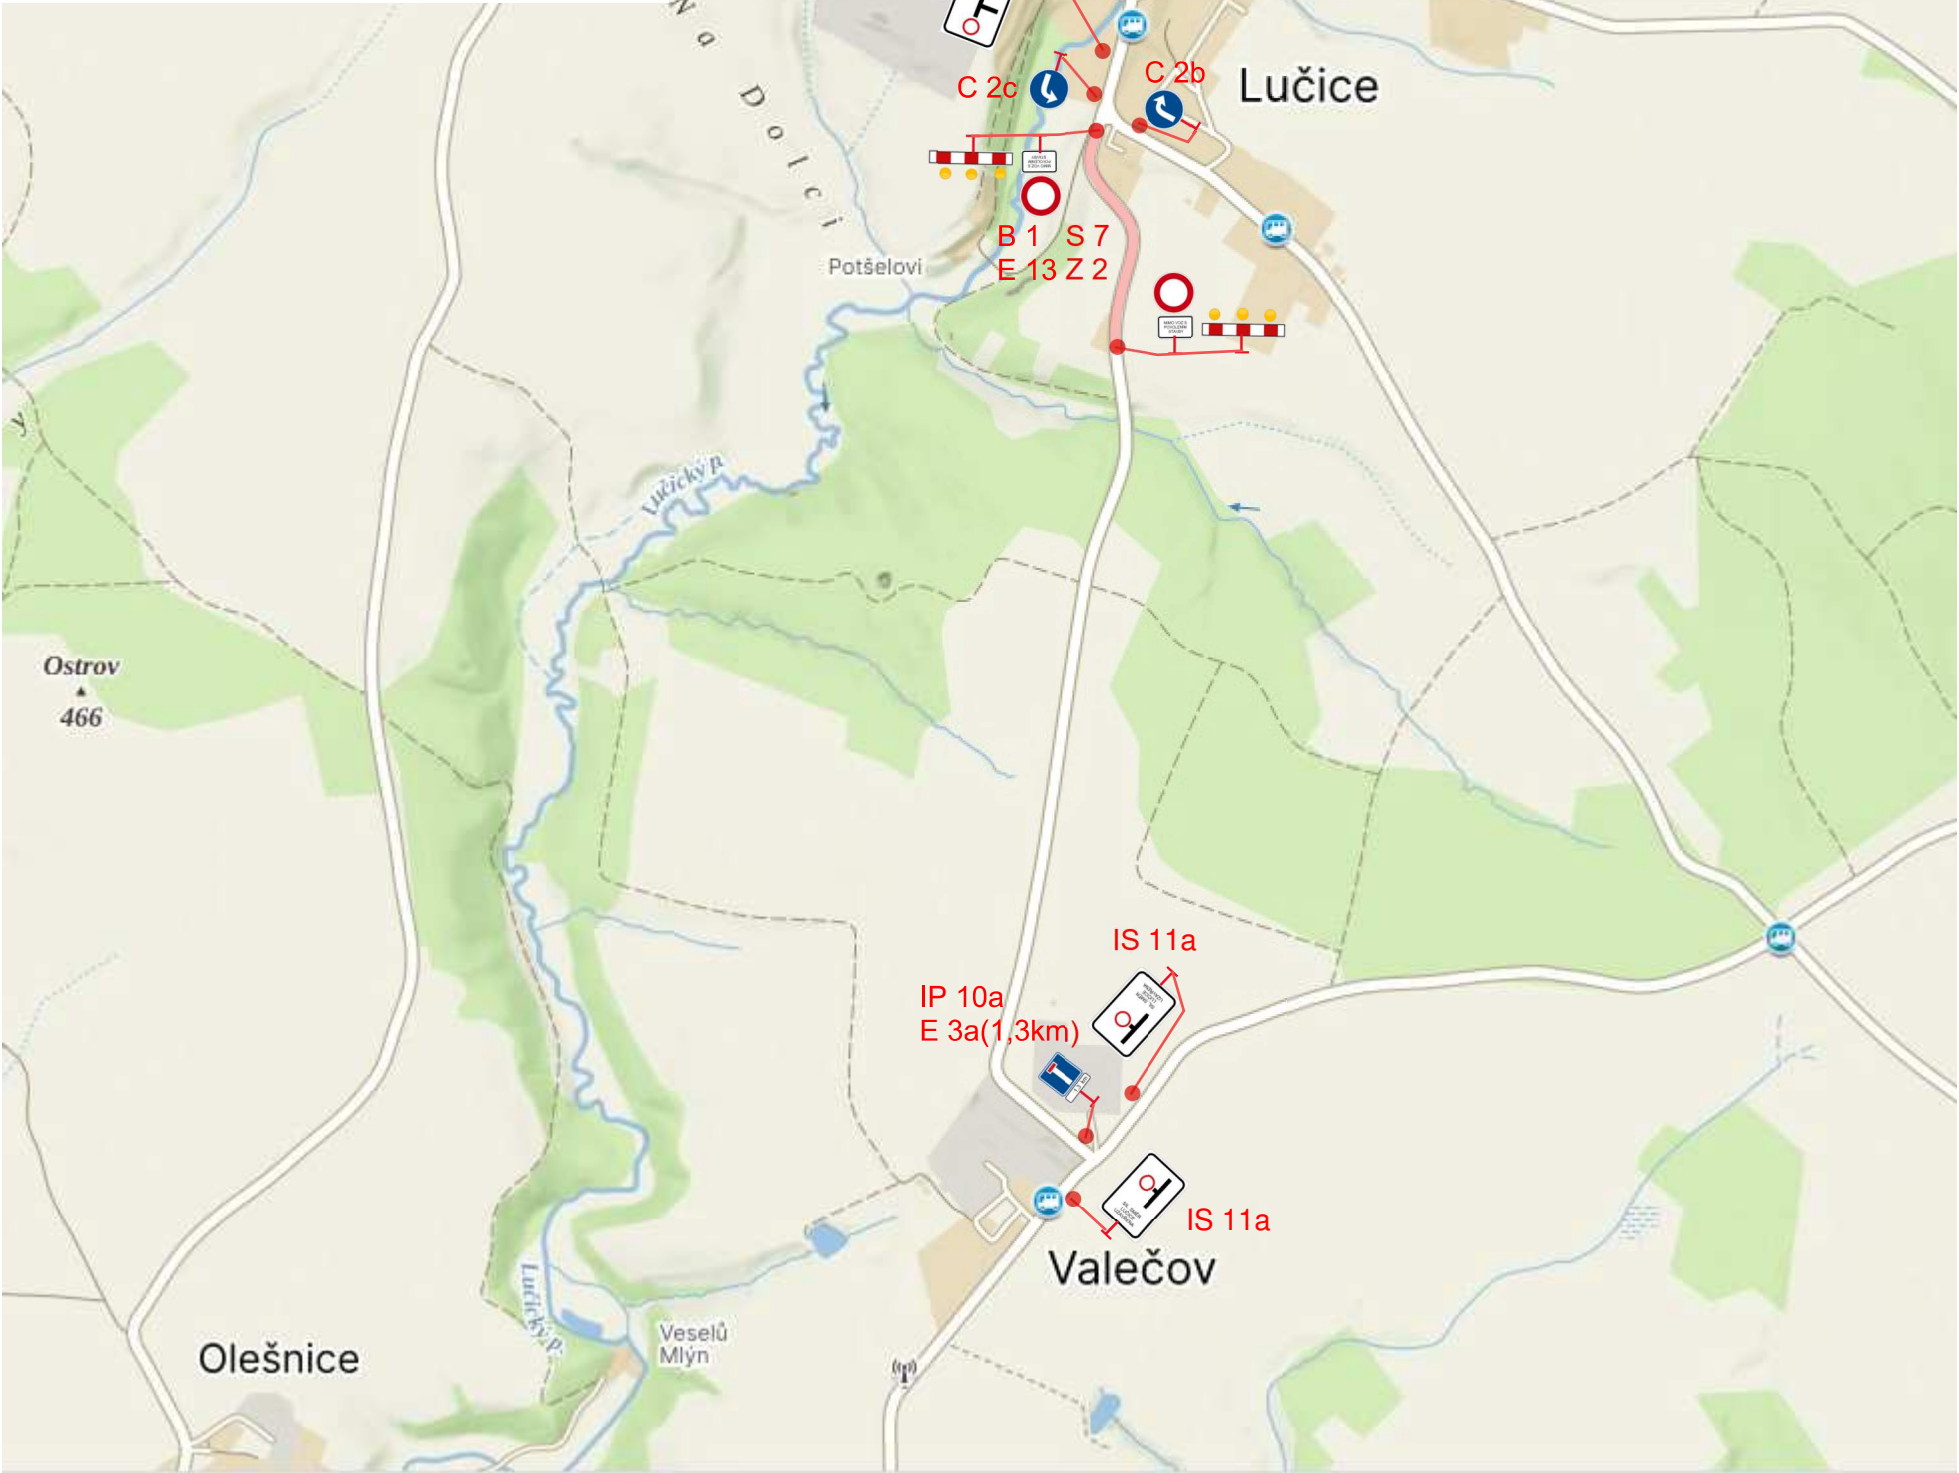 Na Dolci
C 2c
C 2b
Lučice
B 1 S 7
E 13 Z 2
Potšelovi
y
Lučický p.
Ostrov
466
IS 11a
IP 10a
E 3a(1,3km)
IS 11a
Valečov
Lučický p.
Veselů
Mlýn
Olešnice